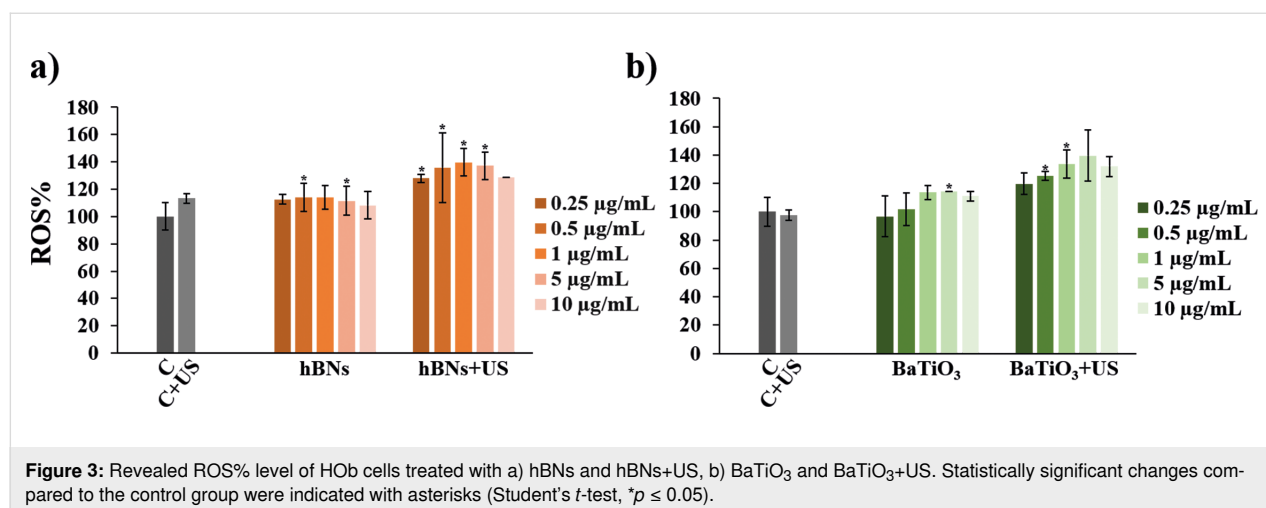 a)
ROS%
180
160
140
120
100
80
60
40
20
0
*
*
*
*
*
*
C
C+US
hBNs
hBNs+US
0.25 µg/mL
0.5 µg/mL
1 µg/mL
5 µg/mL
10 µg/mL
b)
180
160
140
120
100
80
60
40
20
0
*
*
*
C
C+US
BaTiO₃
BaTiO₃+US
0.25 µg/mL
0.5 µg/mL
1 µg/mL
5 µg/mL
10 µg/mL
Figure 3: Revealed ROS% level of HOb cells treated with a) hBNs and hBNs+US, b) BaTiO₃ and BaTiO₃+US. Statistically significant changes com-
pared to the control group were indicated with asterisks (Student’s t-test, *p ≤ 0.05).